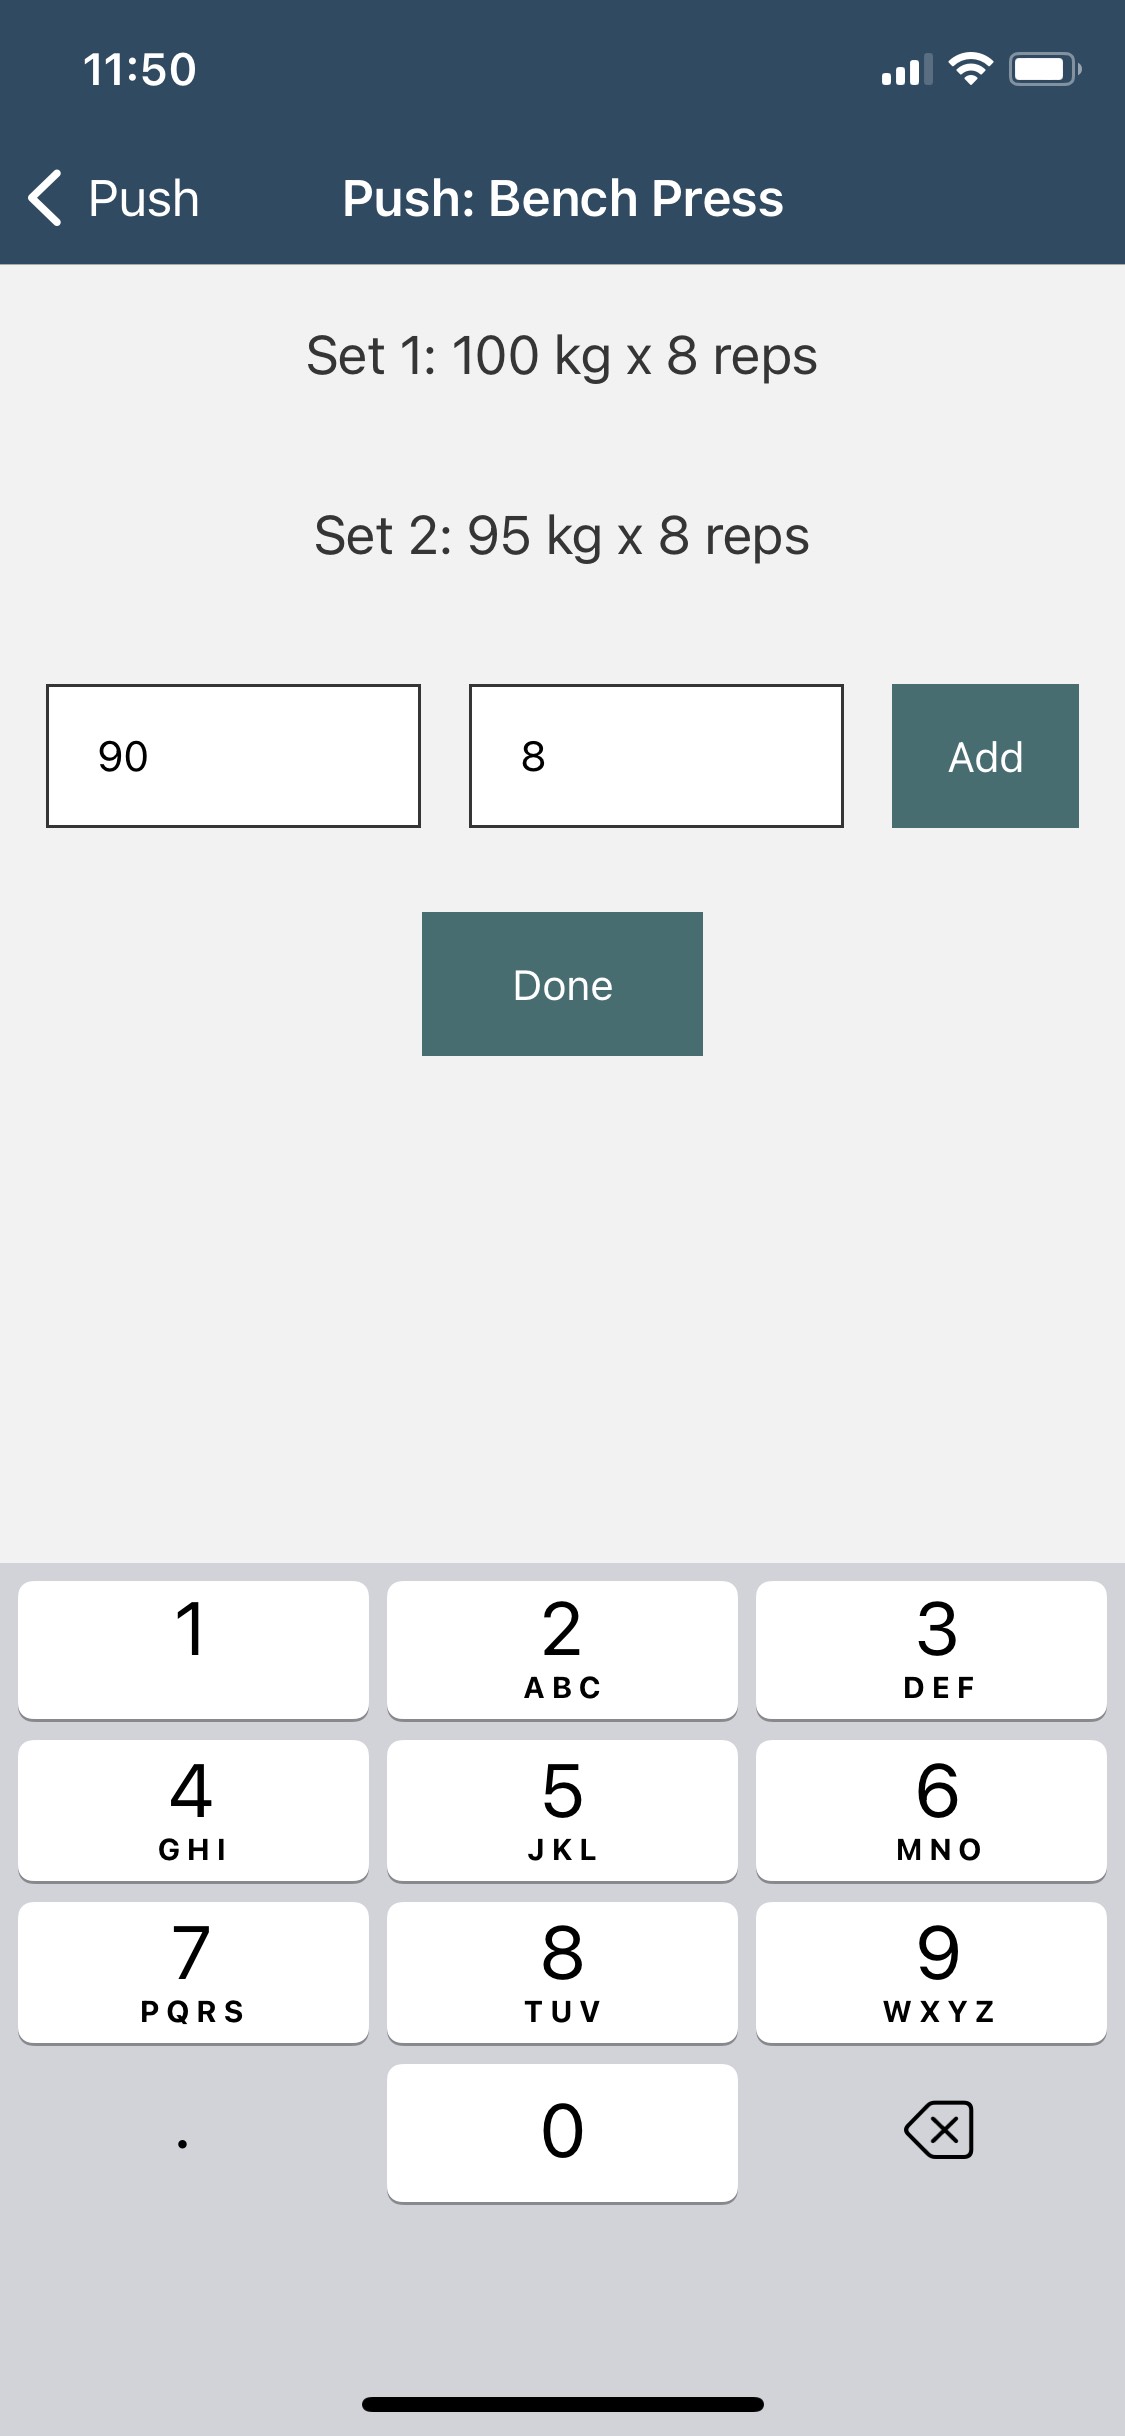 11:50
Push
Push: Bench Press
Set 1: 100 kg x 8 reps
Set 2: 95 kg x 8 reps
90 8 Add
Done
1 2 3
ABC DEF
4 5 6
GHI JKL MNO
7 8 9
PQRS TUV WXYZ
. 0